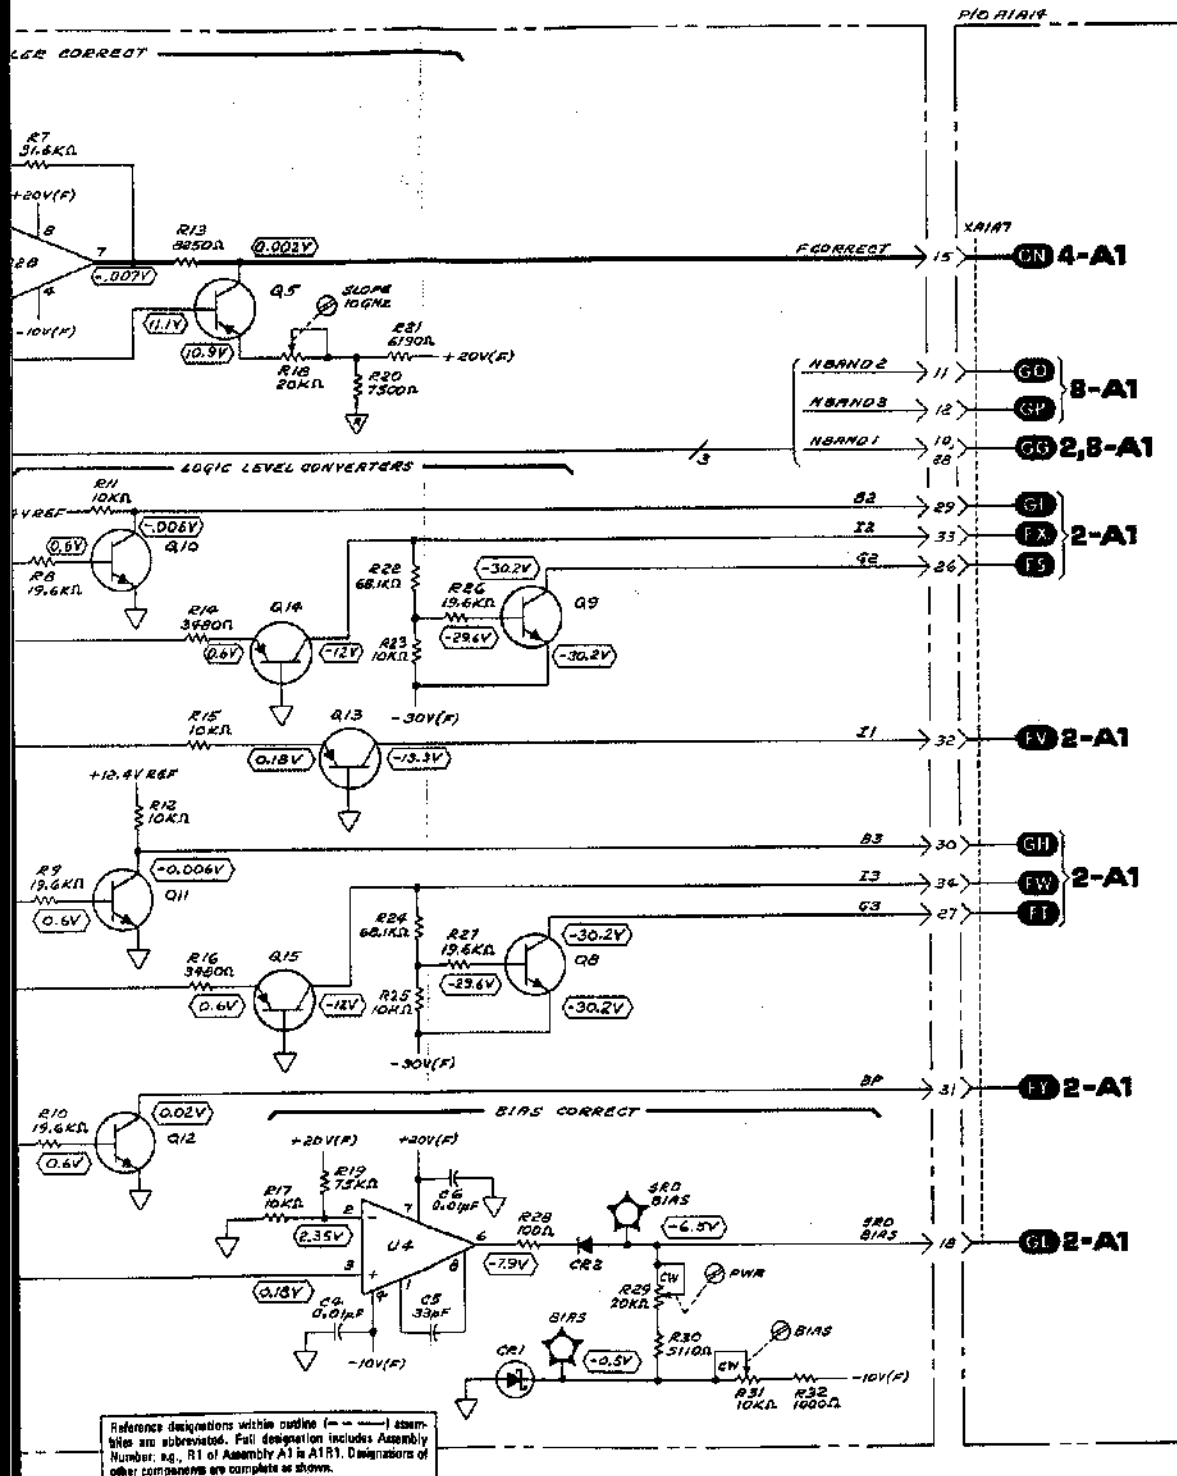 P/O A1A14
LER CORRECT
R7
31.6KΩ
+20V(F)
8
7
2B
-.007V
4
-10V(F)
R13
8250Ω
0.002V
F CORRECT
15
XA1A7
GN 4-A1
Q5
11.1V
10.9V
SLOPE
10GHZ
R18
20KΩ
R21
6190Ω
+20V(F)
R20
7500Ω
NBAND2
11
GO
NBAND3
12
GP
8-A1
NBAND1
10,
28
GG 2,8-A1
3
LOGIC LEVEL CONVERTERS
R11
10KΩ
VREF
-.006V
B2
29
GI
0.6V
Q10
I2
33
FX
2-A1
R8
19.6KΩ
G2
26
FS
R22
68.1KΩ
-30.2V
R26
19.6KΩ
Q9
R14
3480Ω
Q14
0.6V
-12V
R23
10KΩ
-29.6V
-30.2V
-30V(F)
R15
10KΩ
Q13
0.18V
-13.3V
I1
32
FV 2-A1
+12.4V REF
R12
10KΩ
B3
30
GH
R9
19.6KΩ
-0.006V
Q11
0.6V
I3
34
FW
2-A1
G3
27
FT
R24
68.1KΩ
R27
19.6KΩ
-30.2V
Q8
R16
3480Ω
Q15
0.6V
-12V
R25
10KΩ
-29.6V
-30.2V
-30V(F)
BP
31
FY 2-A1
R10
19.6KΩ
0.02V
Q12
0.6V
BIAS CORRECT
+20V(F)
+20V(F)
R19
75KΩ
C6
0.01µF
R17
10KΩ
2
7
2.35V
U4
6
R28
100Ω
SRD
BIAS
-6.5V
SRD
BIAS
18
GL 2-A1
3
0.18V
8
-7.9V
CR2
1
4
C4
0.01µF
C5
33pF
-10V(F)
CW
R29
20KΩ
PWR
BIAS
R30
5110Ω
BIAS
CR1
-0.5V
CW
R31
10KΩ
R32
1000Ω
-10V(F)
Reference designations within outline (— — —) assem-
blies are abbreviated. Full designation includes Assembly
Number; e.g., R1 of Assembly A1 is A1R1. Designations of
other components are complete as shown.